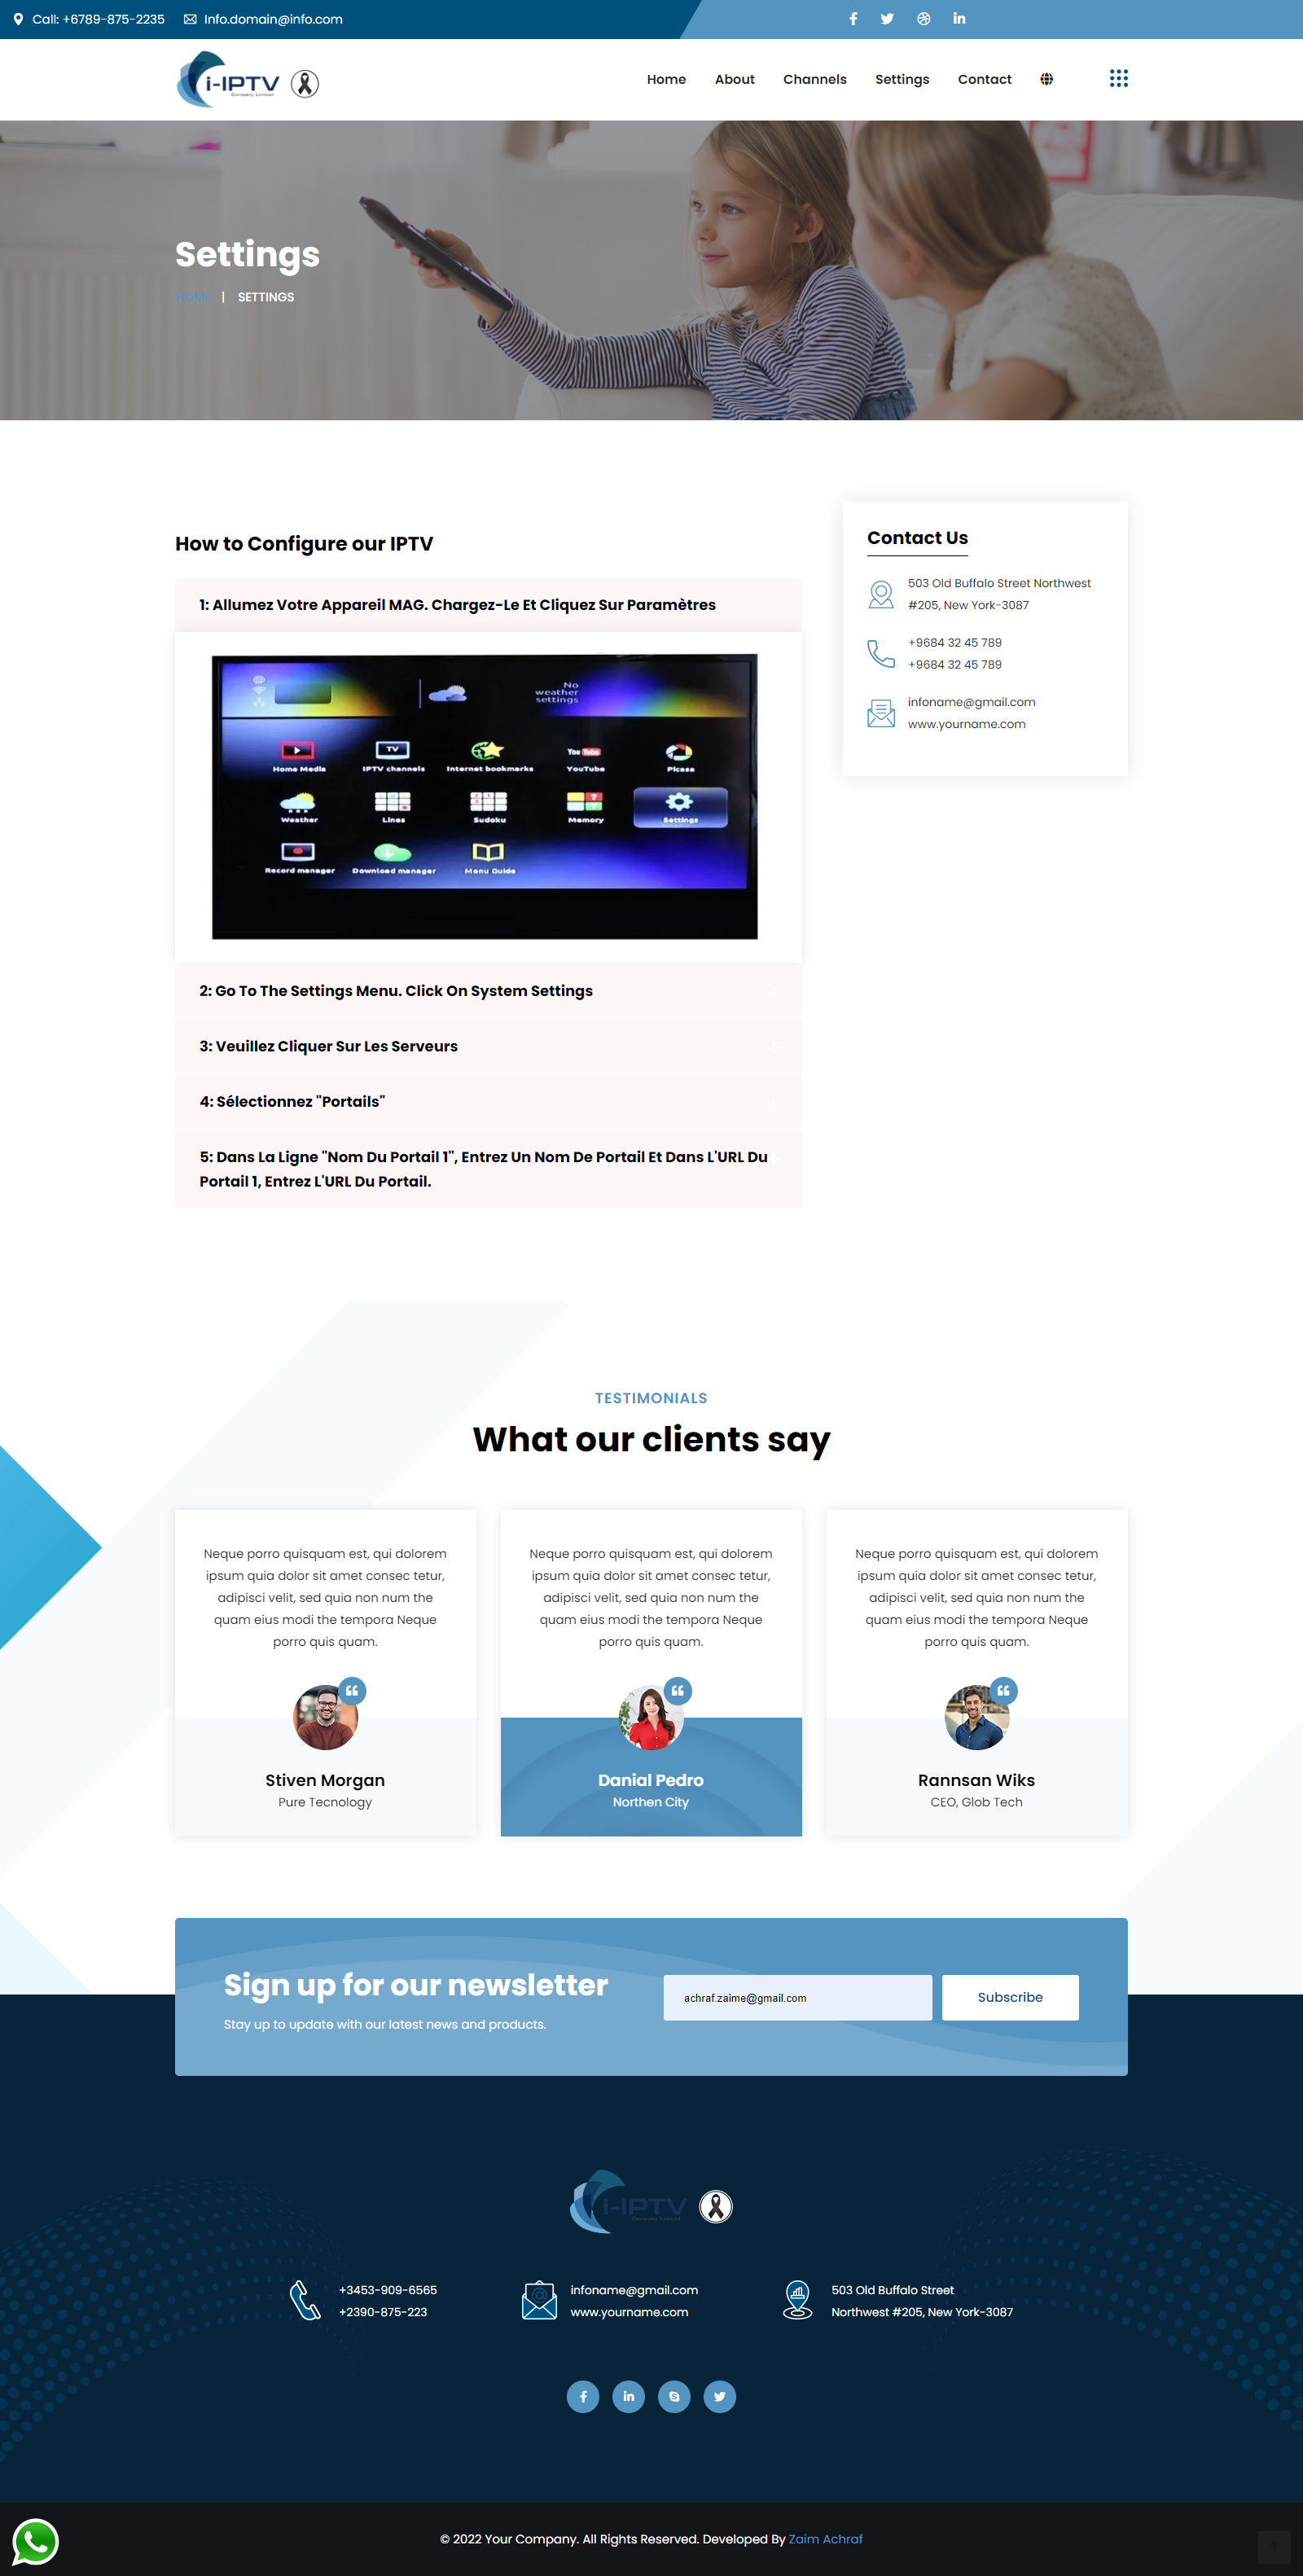 Call: +6789-875-2235
Info.domain@info.com
i-IPTV
Company Limited
Home
About
Channels
Settings
Contact
Settings
HOME | SETTINGS
How to Configure our IPTV
1: Allumez Votre Appareil MAG. Chargez-Le Et Cliquez Sur Paramètres
No
weather
settings
TV
You Tube
Home Media
IPTV channels
Internet bookmarks
YouTube
Picasa
Weather
Lines
Sudoku
Memory
Settings
Record manager
Download manager
Menu Guide
2: Go To The Settings Menu. Click On System Settings
3: Veuillez Cliquer Sur Les Serveurs
4: Sélectionnez "Portails"
5: Dans La Ligne "Nom Du Portail 1", Entrez Un Nom De Portail Et Dans L'URL Du
Portail 1, Entrez L'URL Du Portail.
Contact Us
503 Old Buffalo Street Northwest
#205, New York-3087
+9684 32 45 789
+9684 32 45 789
infoname@gmail.com
www.yourname.com
TESTIMONIALS
What our clients say
Neque porro quisquam est, qui dolorem
ipsum quia dolor sit amet consec tetur,
adipisci velit, sed quia non num the
quam eius modi the tempora Neque
porro quis quam.
Stiven Morgan
Pure Tecnology
Neque porro quisquam est, qui dolorem
ipsum quia dolor sit amet consec tetur,
adipisci velit, sed quia non num the
quam eius modi the tempora Neque
porro quis quam.
Danial Pedro
Northen City
Neque porro quisquam est, qui dolorem
ipsum quia dolor sit amet consec tetur,
adipisci velit, sed quia non num the
quam eius modi the tempora Neque
porro quis quam.
Rannsan Wiks
CEO, Glob Tech
Sign up for our newsletter
Stay up to update with our latest news and products.
achraf.zaime@gmail.com
Subscribe
i-IPTV
Company Limited
+3453-909-6565
+2390-875-223
infoname@gmail.com
www.yourname.com
503 Old Buffalo Street
Northwest #205, New York-3087
© 2022 Your Company. All Rights Reserved. Developed By Zaim Achraf